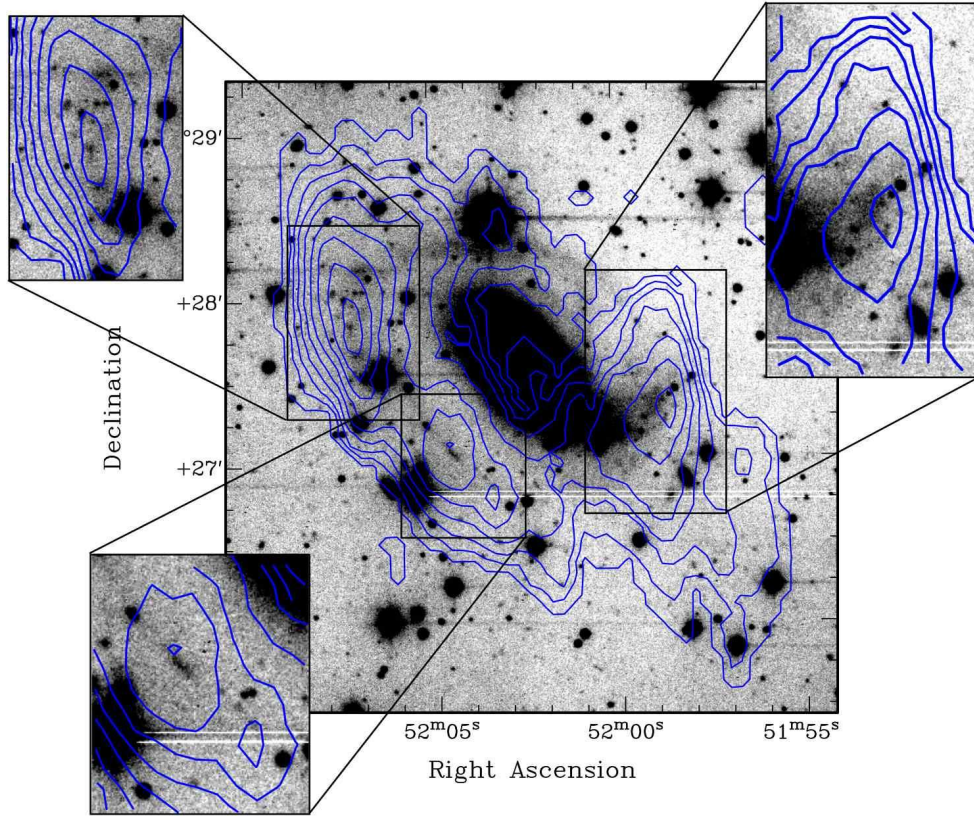 °29′
+28′
+27′
Declination
52ᵐ05ˢ
52ᵐ00ˢ
51ᵐ55ˢ
Right Ascension